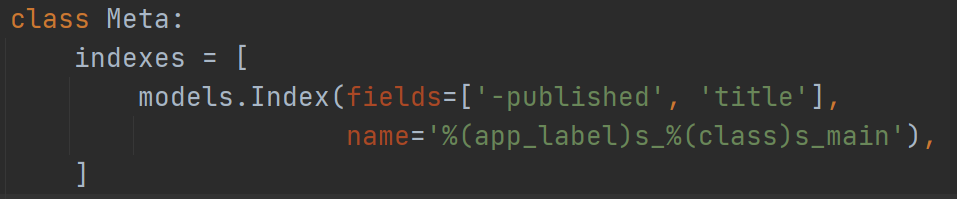 class Meta:
    indexes = [
        models.Index(fields=['-published', 'title'],
                     name='%(app_label)s_%(class)s_main'),
    ]